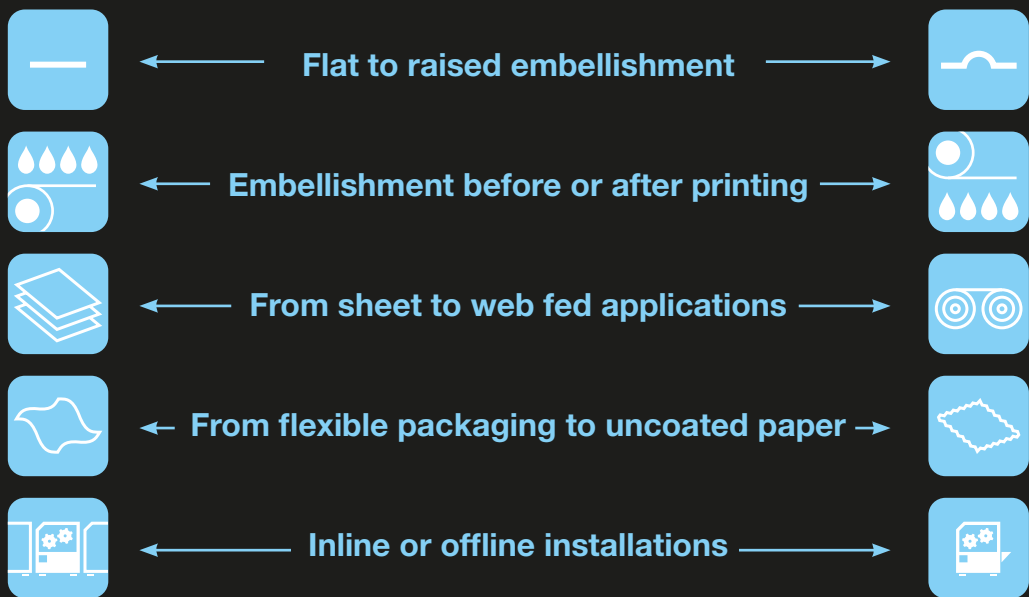 Flat to raised embellishment
Embellishment before or after printing
From sheet to web fed applications
From flexible packaging to uncoated paper
Inline or offline installations